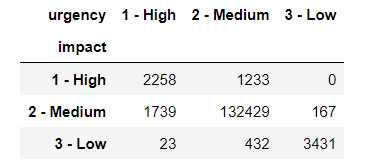 urgency 1 - High 2 - Medium 3 - Low
impact
1 - High 2258 1233 0
2 - Medium 1739 132429 167
3 - Low 23 432 3431